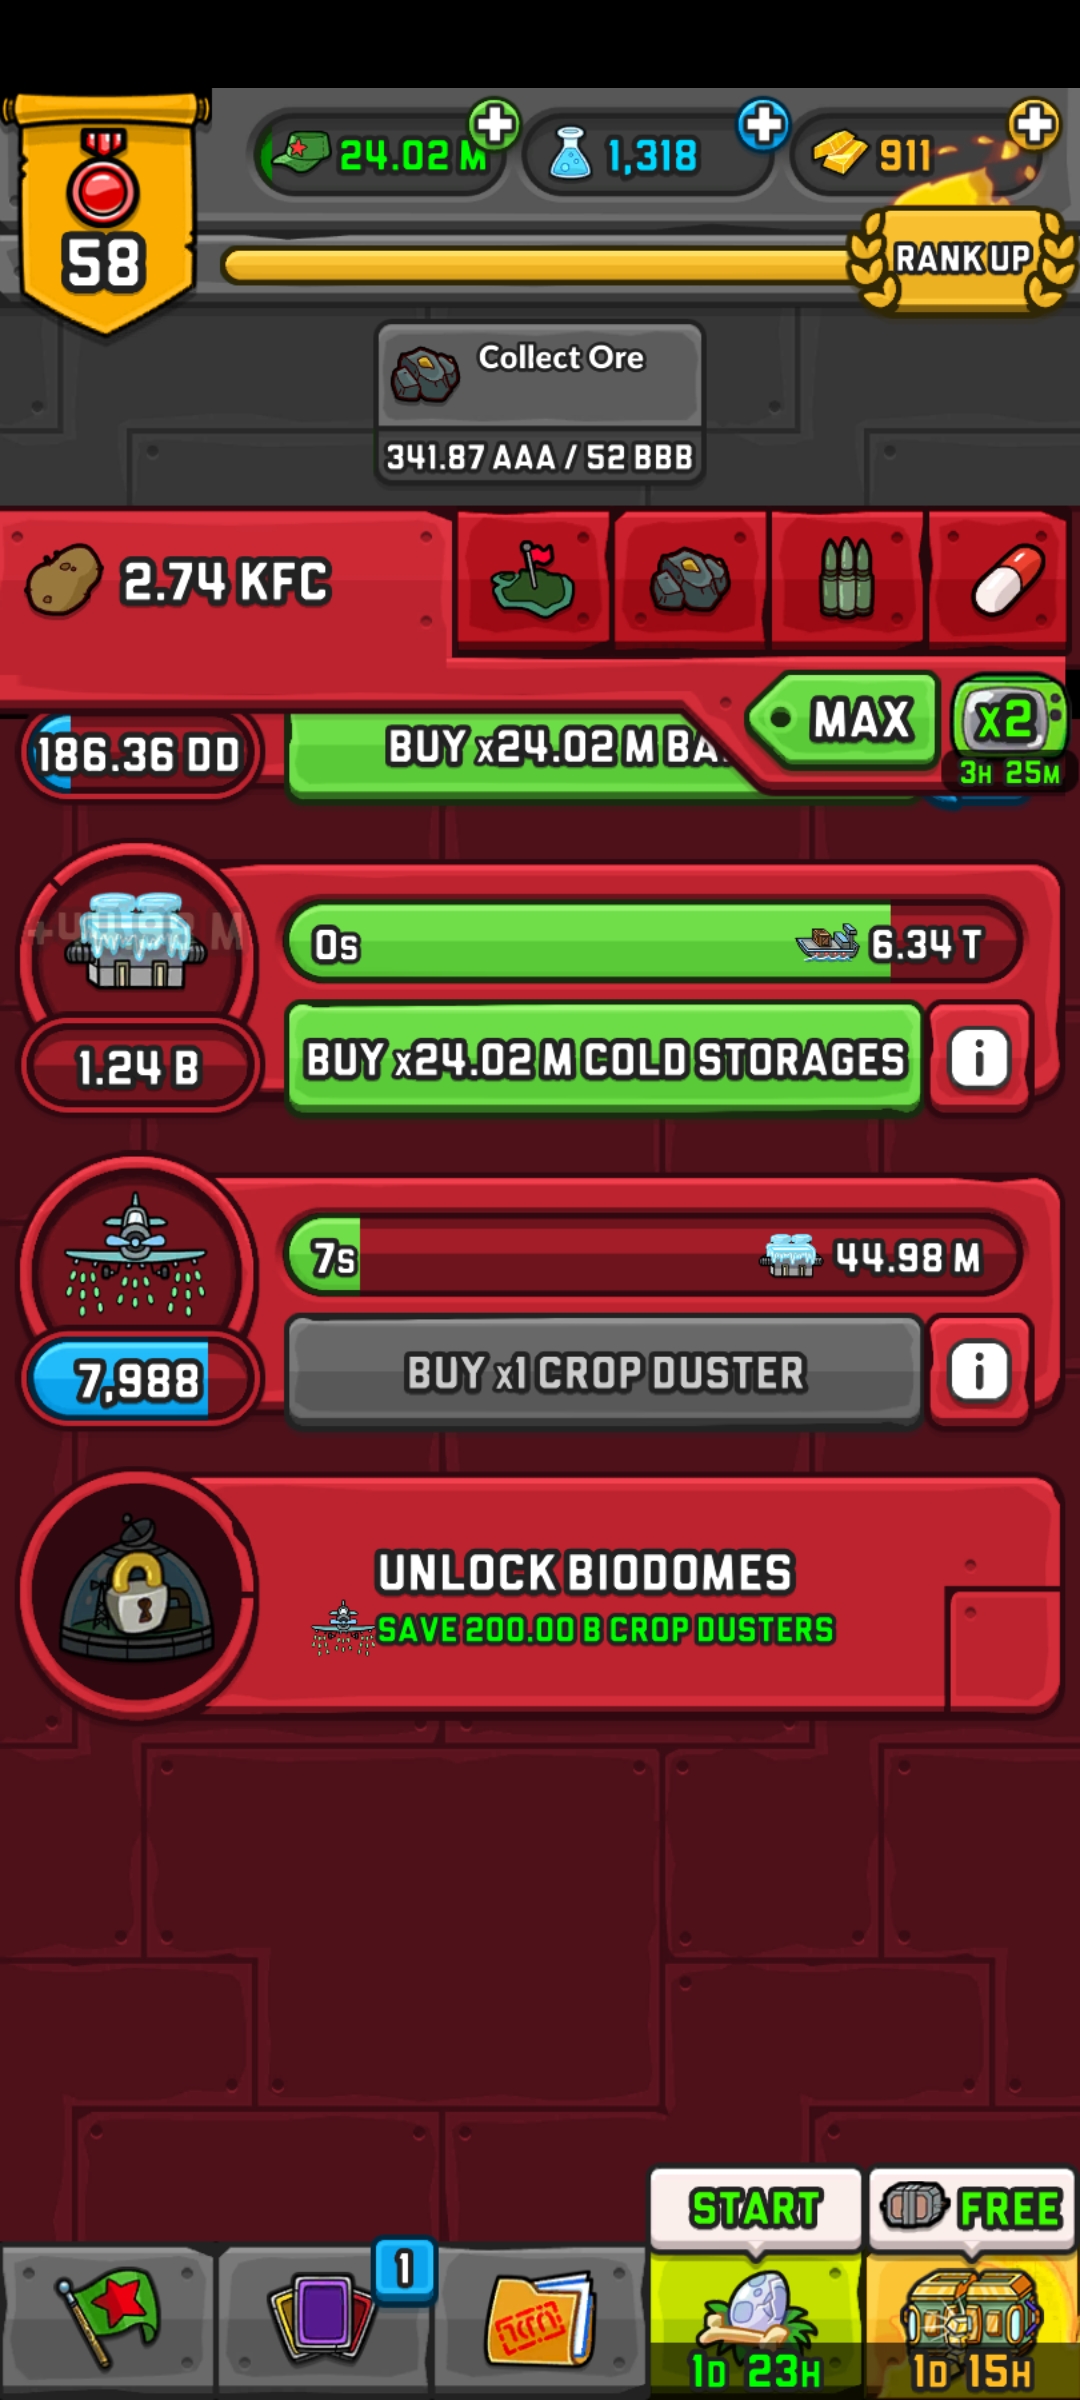 24.02 M
1,318
911
58
RANK UP
Collect Ore
341.87 AAA / 52 BBB
2.74 KFC
MAX
x2
3H 25M
186.36 DD
BUY x24.02 M BA
0s
6.34 T
1.24 B
BUY x24.02 M COLD STORAGES
i
7s
44.98 M
7,988
BUY x1 CROP DUSTER
i
UNLOCK BIODOMES
SAVE 200.00 B CROP DUSTERS
START
FREE
1
1D 23H
1D 15H